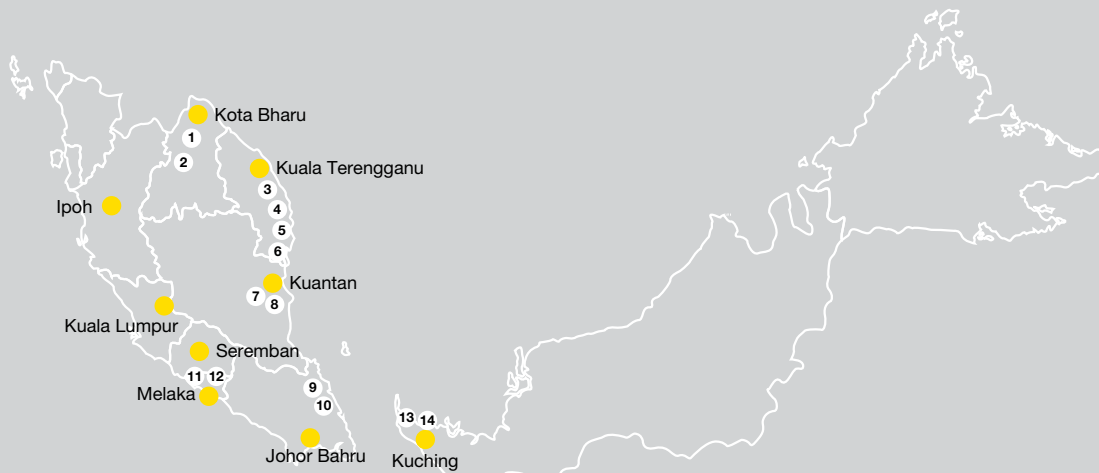 Kota Bharu
1
2
Kuala Terengganu
3
Ipoh
4
5
6
Kuantan
7
8
Kuala Lumpur
Seremban
11 12
Melaka
9
10
13 14
Johor Bahru
Kuching